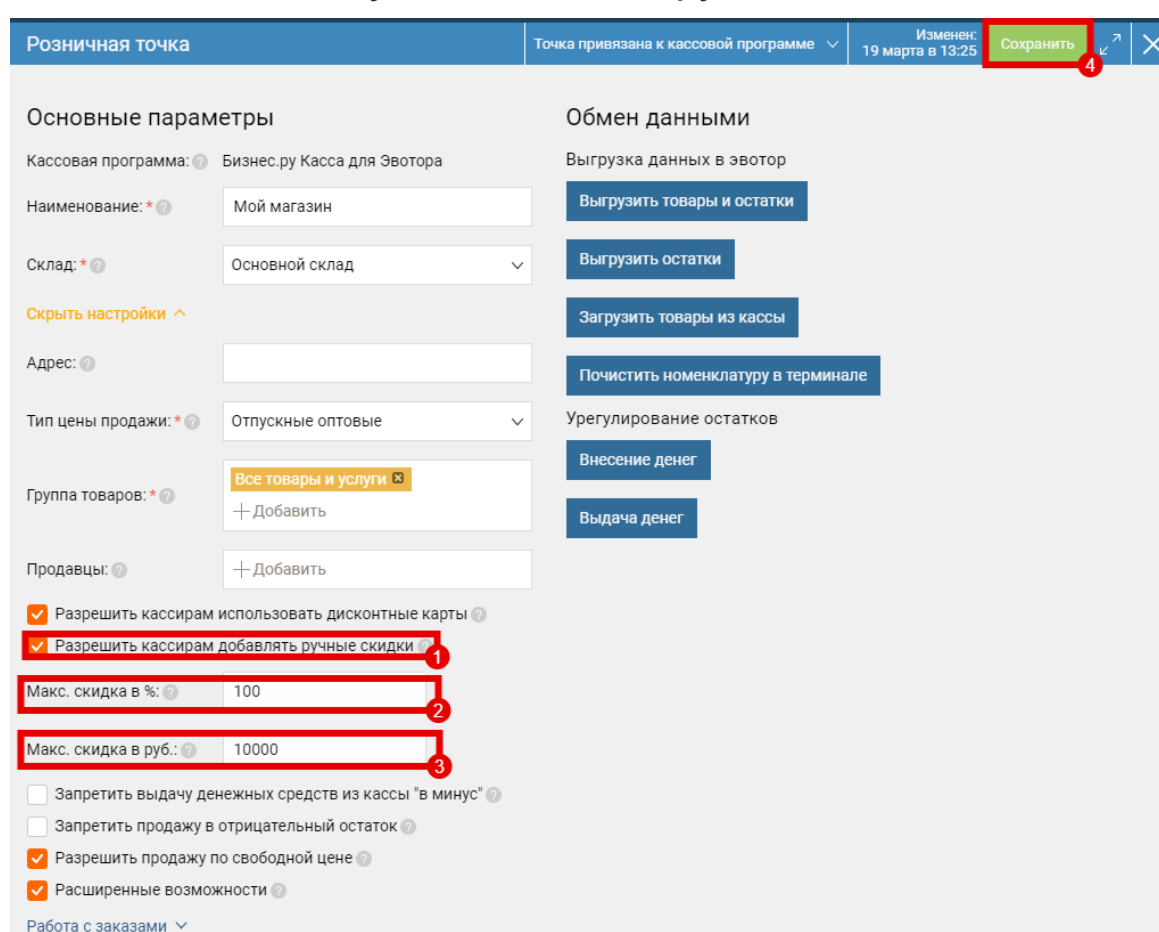 Розничная точка
Точка привязана к кассовой программе
Изменен:
19 марта в 13:25
Сохранить
4
Основные параметры
Кассовая программа: ? Бизнес.ру Касса для Эвотора
Наименование: * ? Мой магазин
Склад: * ? Основной склад
Скрыть настройки
Адрес: ?
Тип цены продажи: * ? Отпускные оптовые
Группа товаров: * ? Все товары и услуги
+ Добавить
Продавцы: ? + Добавить
Разрешить кассирам использовать дисконтные карты ?
Разрешить кассирам добавлять ручные скидки
1
Макс. скидка в %: ? 100
2
Макс. скидка в руб.: ? 10000
3
Запретить выдачу денежных средств из кассы "в минус" ?
Запретить продажу в отрицательный остаток ?
Разрешить продажу по свободной цене ?
Расширенные возможности ?
Работа с заказами
Обмен данными
Выгрузка данных в эвотор
Выгрузить товары и остатки
Выгрузить остатки
Загрузить товары из кассы
Почистить номенклатуру в терминале
Урегулирование остатков
Внесение денег
Выдача денег